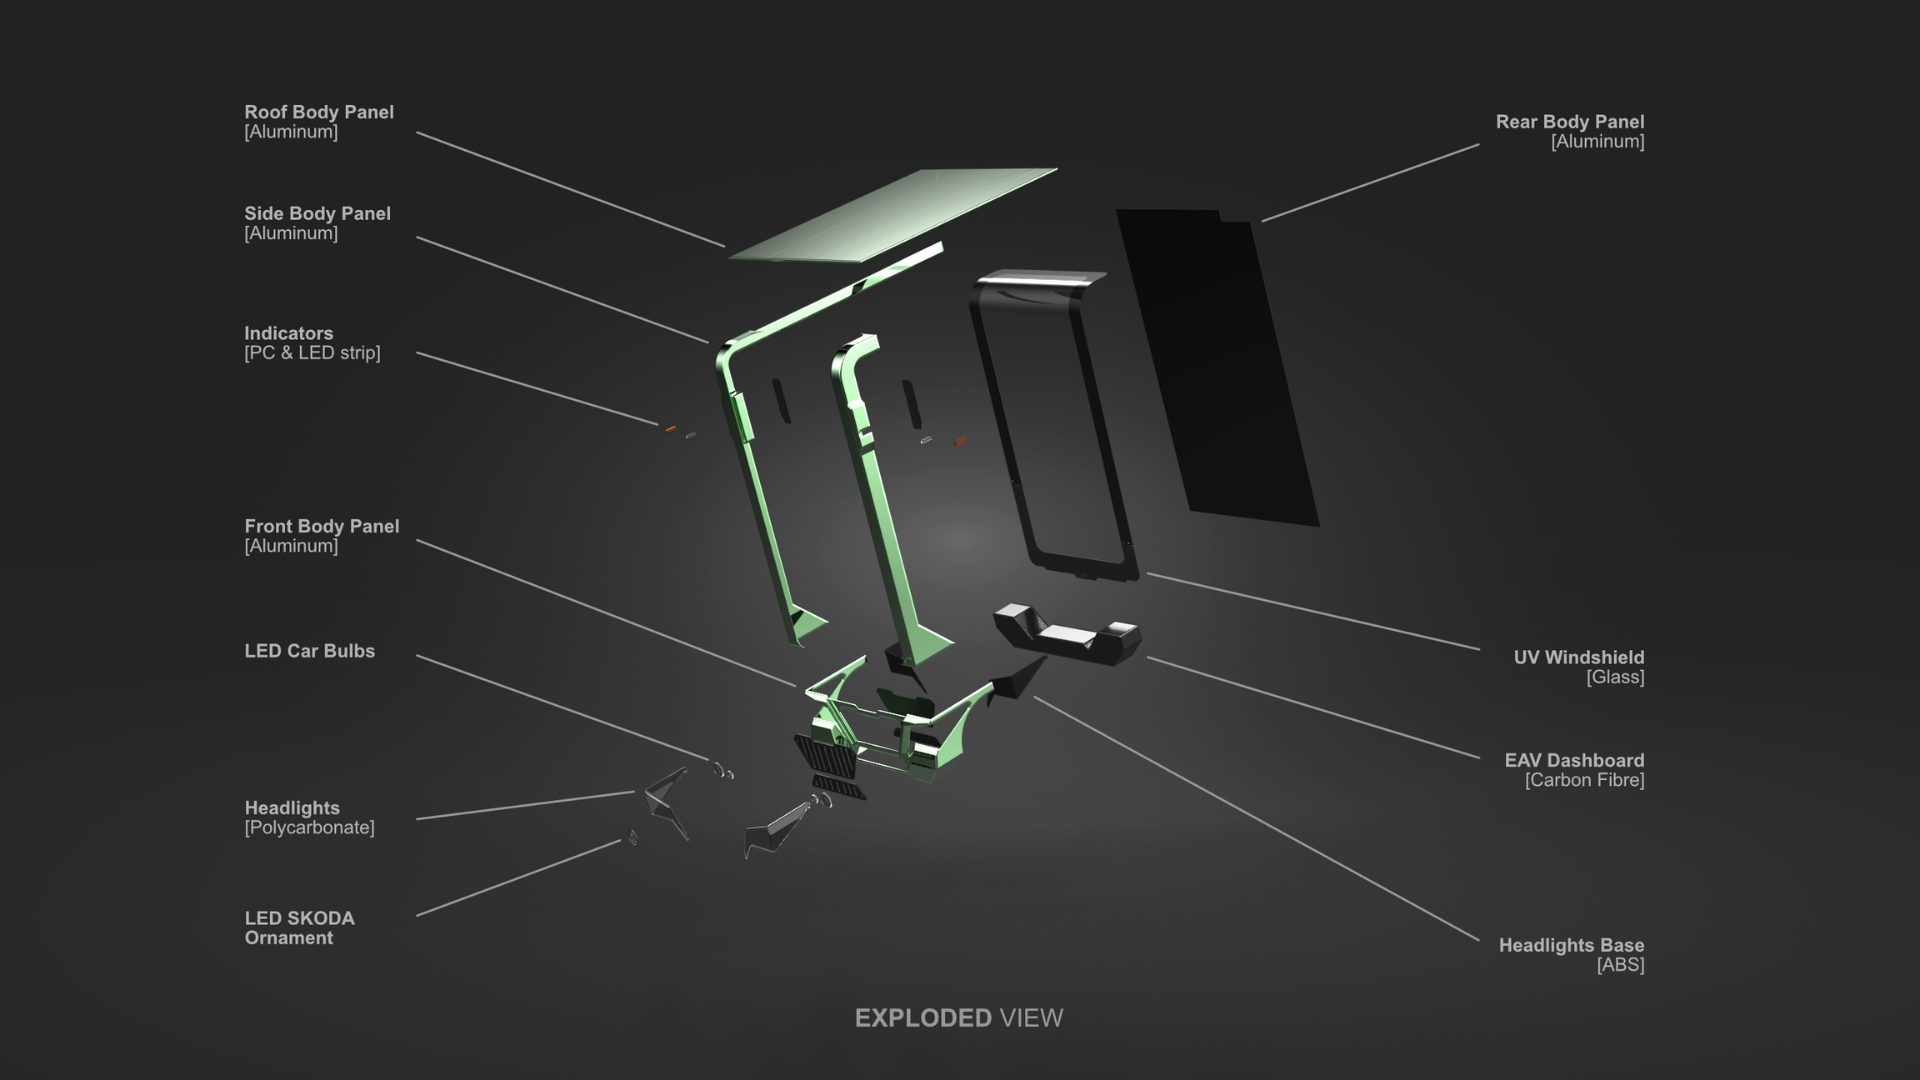 Roof Body Panel
[Aluminum]
Side Body Panel
[Aluminum]
Indicators
[PC & LED strip]
Front Body Panel
[Aluminum]
LED Car Bulbs
Headlights
[Polycarbonate]
LED SKODA
Ornament
Rear Body Panel
[Aluminum]
UV Windshield
[Glass]
EAV Dashboard
[Carbon Fibre]
Headlights Base
[ABS]
EXPLODED VIEW